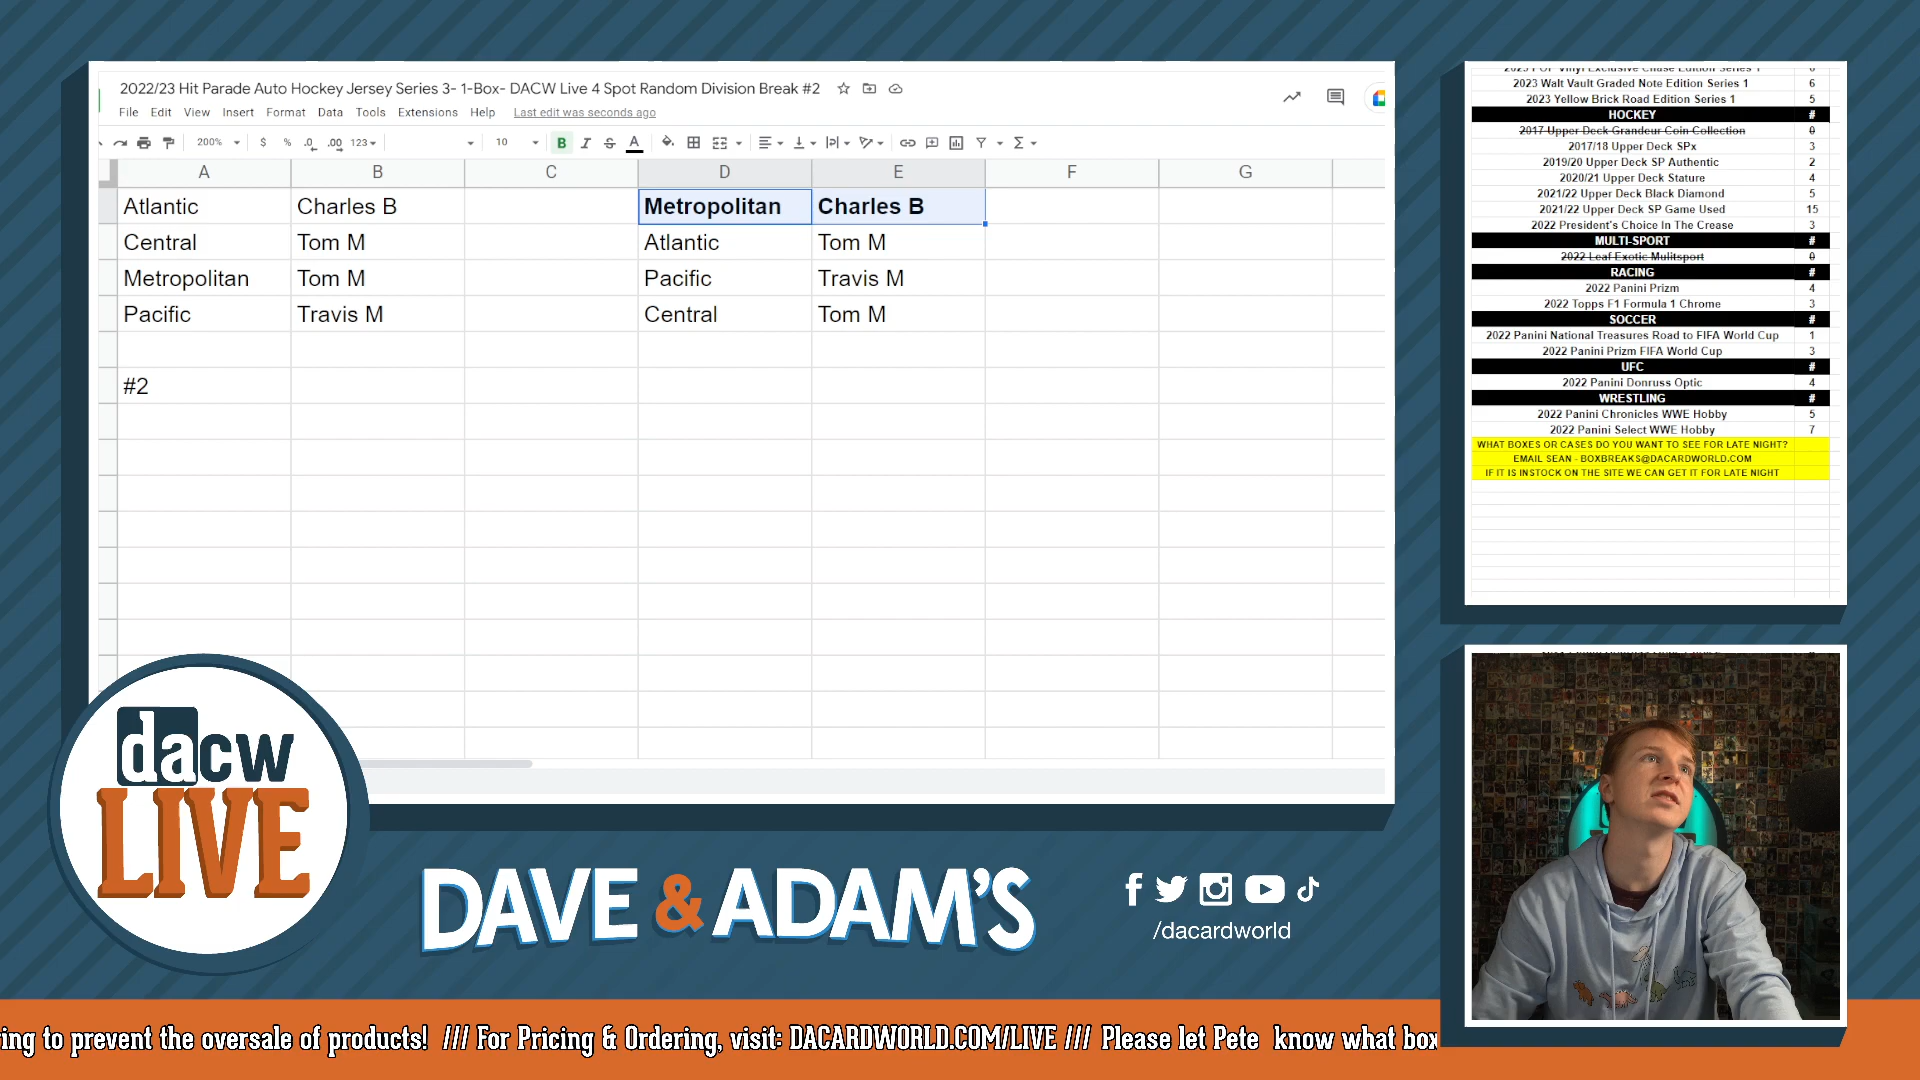 2022/23 Hit Parade Auto Hockey Jersey Series 3- 1-Box- DACW Live 4 Spot Random Division Break #2
File Edit View Insert Format Data Tools Extensions Help Last edit was seconds ago
200% $ % .0 .00 123 10 B I S A
A B C D E F G
Atlantic Charles B Metropolitan Charles B
Central Tom M Atlantic Tom M
Metropolitan Tom M Pacific Travis M
Pacific Travis M Central Tom M
#2
2023 POP Vinyl Exclusive Chase Edition Series 1 6
2023 Walt Vault Graded Note Edition Series 1 6
2023 Yellow Brick Road Edition Series 1 5
HOCKEY #
2017 Upper Deck Grandeur Coin Collection 0
2017/18 Upper Deck SPx 3
2019/20 Upper Deck SP Authentic 2
2020/21 Upper Deck Stature 4
2021/22 Upper Deck Black Diamond 5
2021/22 Upper Deck SP Game Used 15
2022 President's Choice In The Crease 3
MULTI-SPORT #
2022 Leaf Exotic Mulitsport 0
RACING #
2022 Panini Prizm 4
2022 Topps F1 Formula 1 Chrome 3
SOCCER #
2022 Panini National Treasures Road to FIFA World Cup 1
2022 Panini Prizm FIFA World Cup 3
UFC #
2022 Panini Donruss Optic 4
WRESTLING #
2022 Panini Chronicles WWE Hobby 5
2022 Panini Select WWE Hobby 7
WHAT BOXES OR CASES DO YOU WANT TO SEE FOR LATE NIGHT?
EMAIL SEAN - BOXBREAKS@DACARDWORLD.COM
IF IT IS INSTOCK ON THE SITE WE CAN GET IT FOR LATE NIGHT
dacw
LIVE
DAVE & ADAM'S
/dacardworld
ing to prevent the oversale of products! /// For Pricing & Ordering, visit: DACARDWORLD.COM/LIVE /// Please let Pete know what box